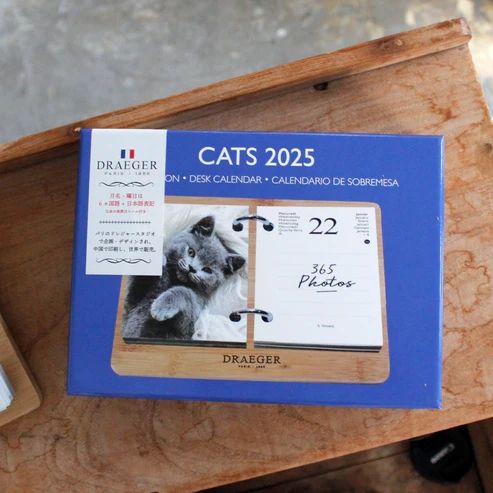 DRAEGER
PARIS · 1886
月名・曜日は
6ヶ国語+日本語表記
パリのドレジャースタジオ
で企画・デザインされ、
中国で印刷し、世界で販売。
CATS 2025
ON • DESK CALENDAR • CALENDARIO DE SOBREMESA
22
365
Photos
DRAEGER
PARIS · 1886